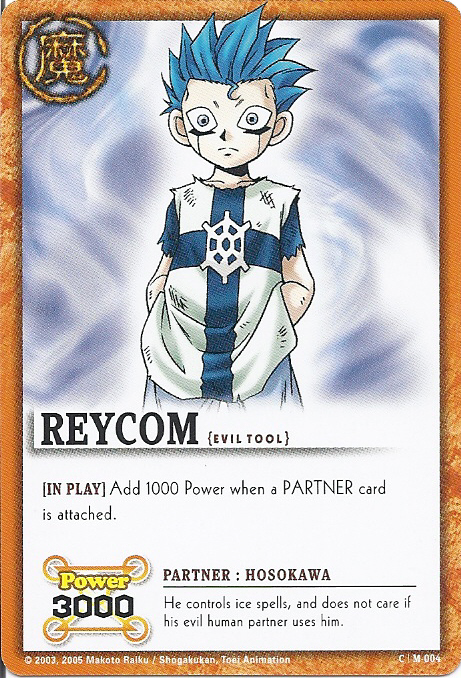 魔
REYCOM {EVIL TOOL}
[IN PLAY] Add 1000 Power when a PARTNER card
is attached.
Power
3000
PARTNER : HOSOKAWA
He controls ice spells, and does not care if
his evil human partner uses him.
© 2003, 2005 Makoto Raiku / Shogakukan, Toei Animation
C | M-004